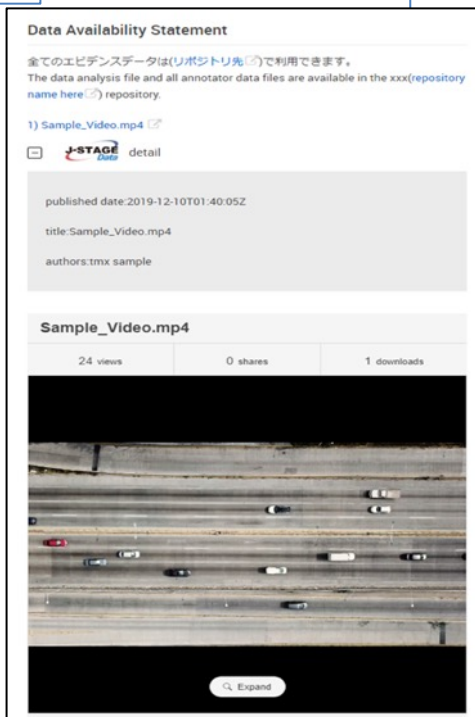 Data Availability Statement
全てのエビデンスデータは(リポジトリ先)で利用できます。
The data analysis file and all annotator data files are available in the xxx(repository
name here) repository.
1) Sample_Video.mp4
J-STAGE Data detail
published date:2019-12-10T01:40:05Z
title:Sample_Video.mp4
authors:tmx sample
Sample_Video.mp4
24 views 0 shares 1 downloads
Expand